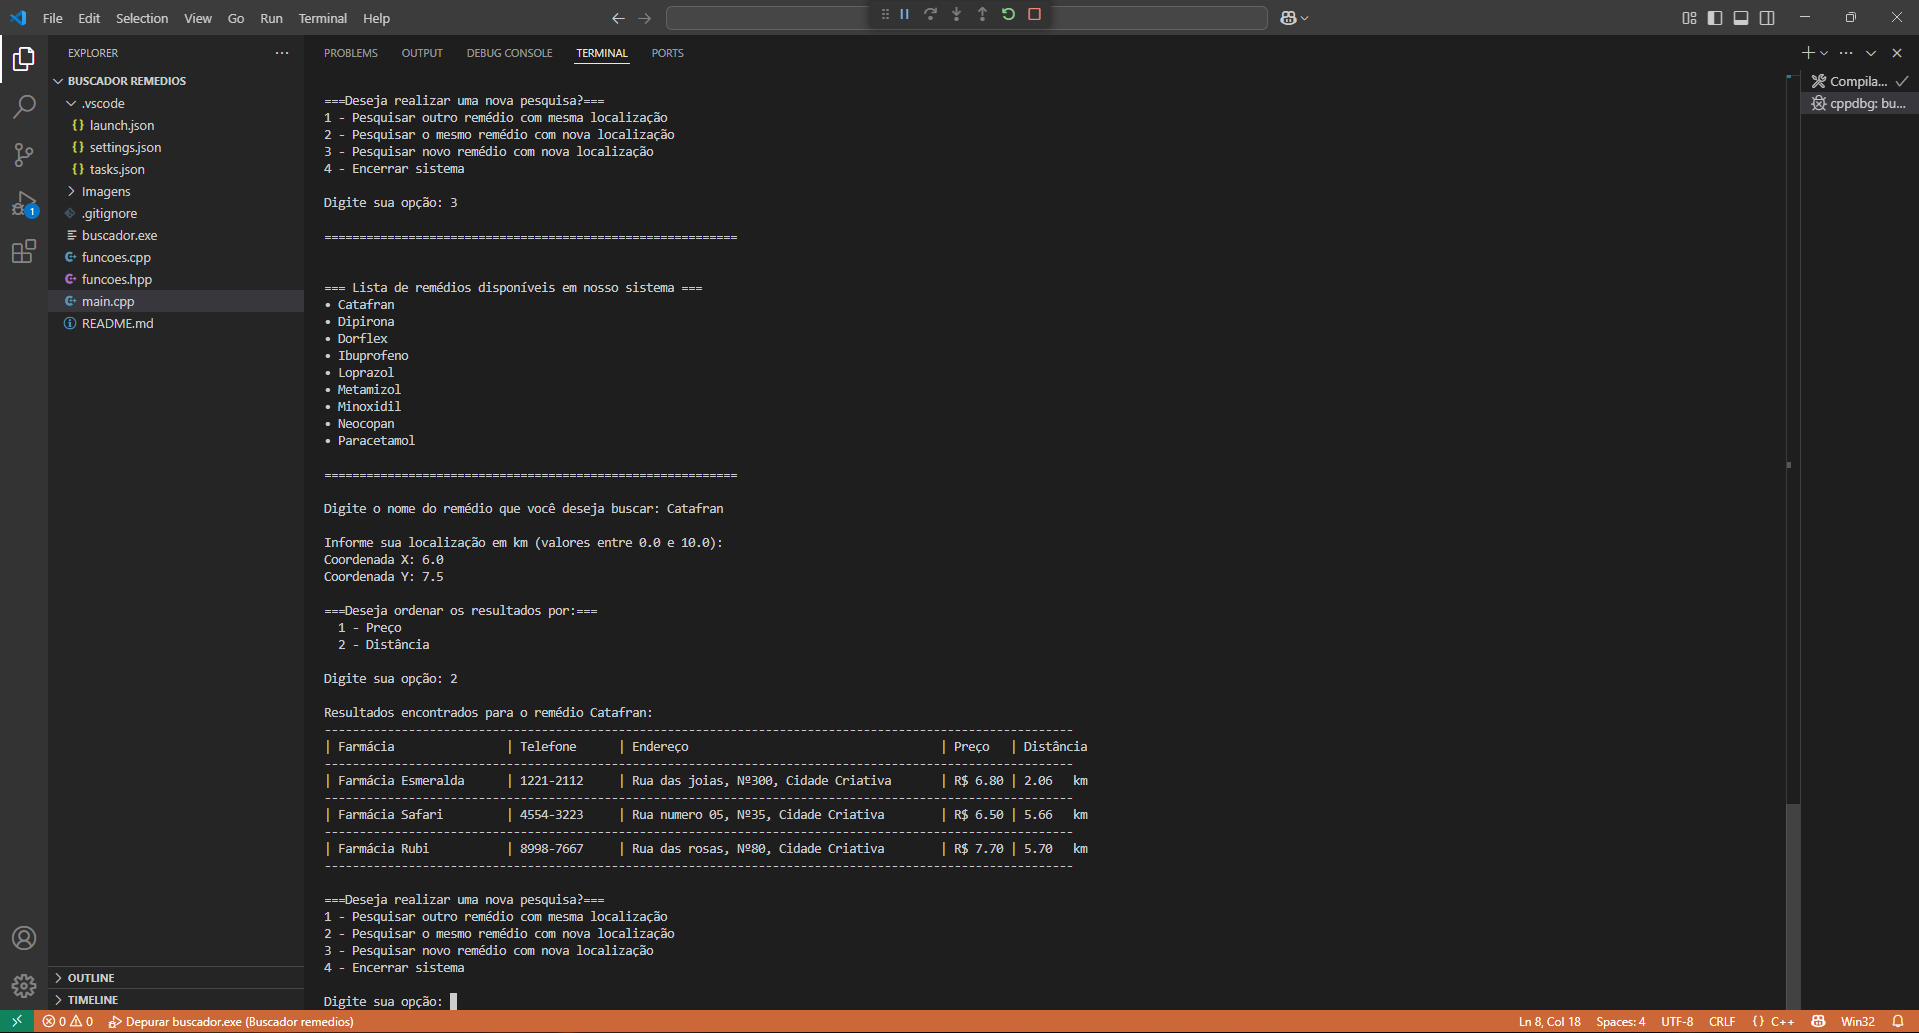 File Edit Selection View Go Run Terminal Help
EXPLORER ...
BUSCADOR REMEDIOS
.vscode
{} launch.json
{} settings.json
{} tasks.json
Imagens
.gitignore
buscador.exe
funcoes.cpp
funcoes.hpp
main.cpp
README.md
OUTLINE
TIMELINE
1
PROBLEMS OUTPUT DEBUG CONSOLE TERMINAL PORTS
Compila...
cppdbg: bu...
===Deseja realizar uma nova pesquisa?===
1 - Pesquisar outro remédio com mesma localização
2 - Pesquisar o mesmo remédio com nova localização
3 - Pesquisar novo remédio com nova localização
4 - Encerrar sistema
Digite sua opção: 3
===========================================================
=== Lista de remédios disponíveis em nosso sistema ===
• Catafran
• Dipirona
• Dorflex
• Ibuprofeno
• Loprazol
• Metamizol
• Minoxidil
• Neocopan
• Paracetamol
===========================================================
Digite o nome do remédio que você deseja buscar: Catafran
Informe sua localização em km (valores entre 0.0 e 10.0):
Coordenada X: 6.0
Coordenada Y: 7.5
===Deseja ordenar os resultados por:===
1 - Preço
2 - Distância
Digite sua opção: 2
Resultados encontrados para o remédio Catafran:
-----------------------------------------------------------------------------------------------------------
| Farmácia | Telefone | Endereço | Preço | Distância
-----------------------------------------------------------------------------------------------------------
| Farmácia Esmeralda | 1221-2112 | Rua das joias, Nº300, Cidade Criativa | R$ 6.80 | 2.06 km
-----------------------------------------------------------------------------------------------------------
| Farmácia Safari | 4554-3223 | Rua numero 05, Nº35, Cidade Criativa | R$ 6.50 | 5.66 km
-----------------------------------------------------------------------------------------------------------
| Farmácia Rubi | 8998-7667 | Rua das rosas, Nº80, Cidade Criativa | R$ 7.70 | 5.70 km
-----------------------------------------------------------------------------------------------------------
===Deseja realizar uma nova pesquisa?===
1 - Pesquisar outro remédio com mesma localização
2 - Pesquisar o mesmo remédio com nova localização
3 - Pesquisar novo remédio com nova localização
4 - Encerrar sistema
Digite sua opção:
0 0 Depurar buscador.exe (Buscador remedios) Ln 8, Col 18 Spaces: 4 UTF-8 CRLF {} C++ Win32